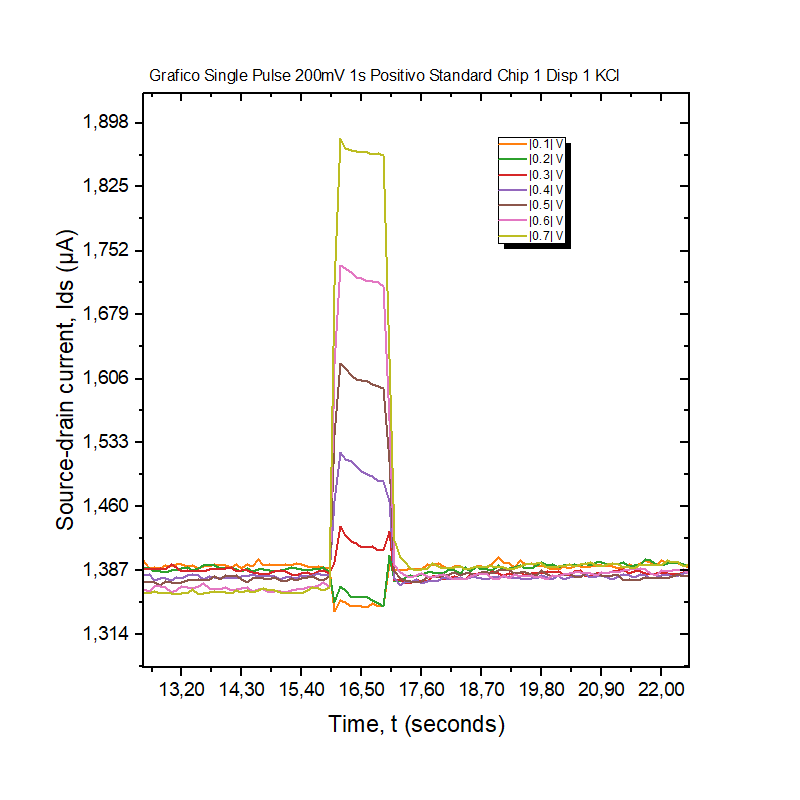 Grafico Single Pulse 200mV 1s Positivo Standard Chip 1 Disp 1 KCl
1,898
1,825
1,752
1,679
1,606
1,533
1,460
1,387
1,314
Source-drain current, Ids (µA)
|0.1| V
|0.2| V
|0.3| V
|0.4| V
|0.5| V
|0.6| V
|0.7| V
13,20 14,30 15,40 16,50 17,60 18,70 19,80 20,90 22,00
Time, t (seconds)